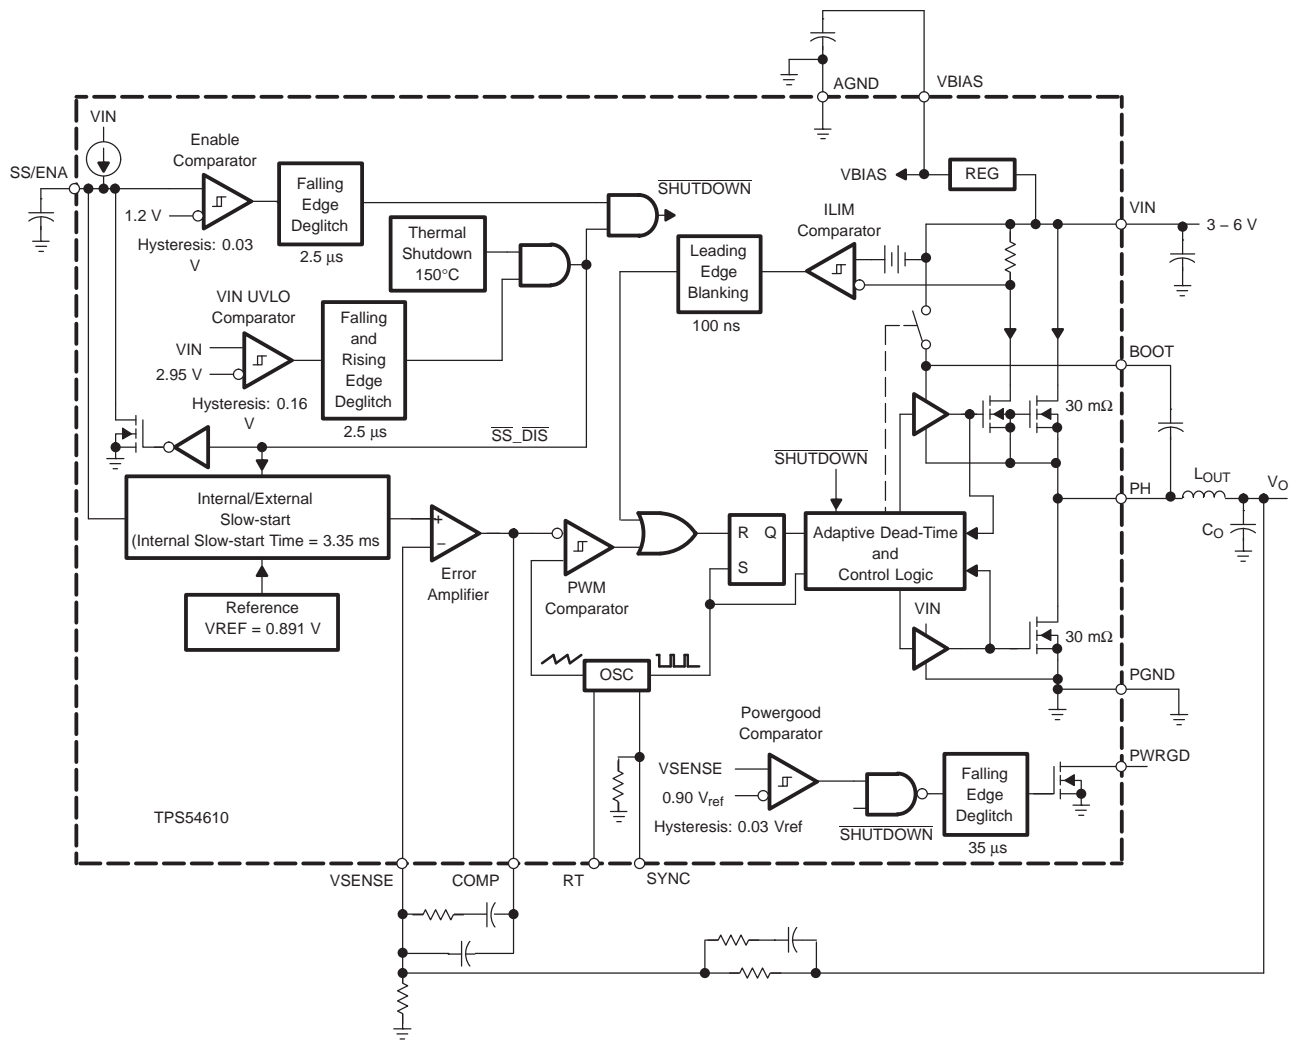 AGND
VBIAS
VIN
Enable
Comparator
SS/ENA
1.2 V
Hysteresis: 0.03
V
Falling
Edge
Deglitch
2.5 μs
Thermal
Shutdown
150°C
SHUTDOWN
VBIAS
REG
VIN
3 – 6 V
ILIM
Comparator
Leading
Edge
Blanking
100 ns
VIN UVLO
Comparator
VIN
2.95 V
Hysteresis: 0.16
V
Falling
and
Rising
Edge
Deglitch
2.5 μs
SS_DIS
BOOT
30 mΩ
SHUTDOWN
PH
LOUT
VO
CO
Internal/External
Slow-start
(Internal Slow-start Time = 3.35 ms
Error
Amplifier
+
−
PWM
Comparator
R Q
S
Adaptive Dead-Time
and
Control Logic
Reference
VREF = 0.891 V
VIN
30 mΩ
OSC
PGND
Powergood
Comparator
VSENSE
0.90 Vref
Hysteresis: 0.03 Vref
SHUTDOWN
Falling
Edge
Deglitch
35 μs
PWRGD
TPS54610
VSENSE
COMP
RT
SYNC